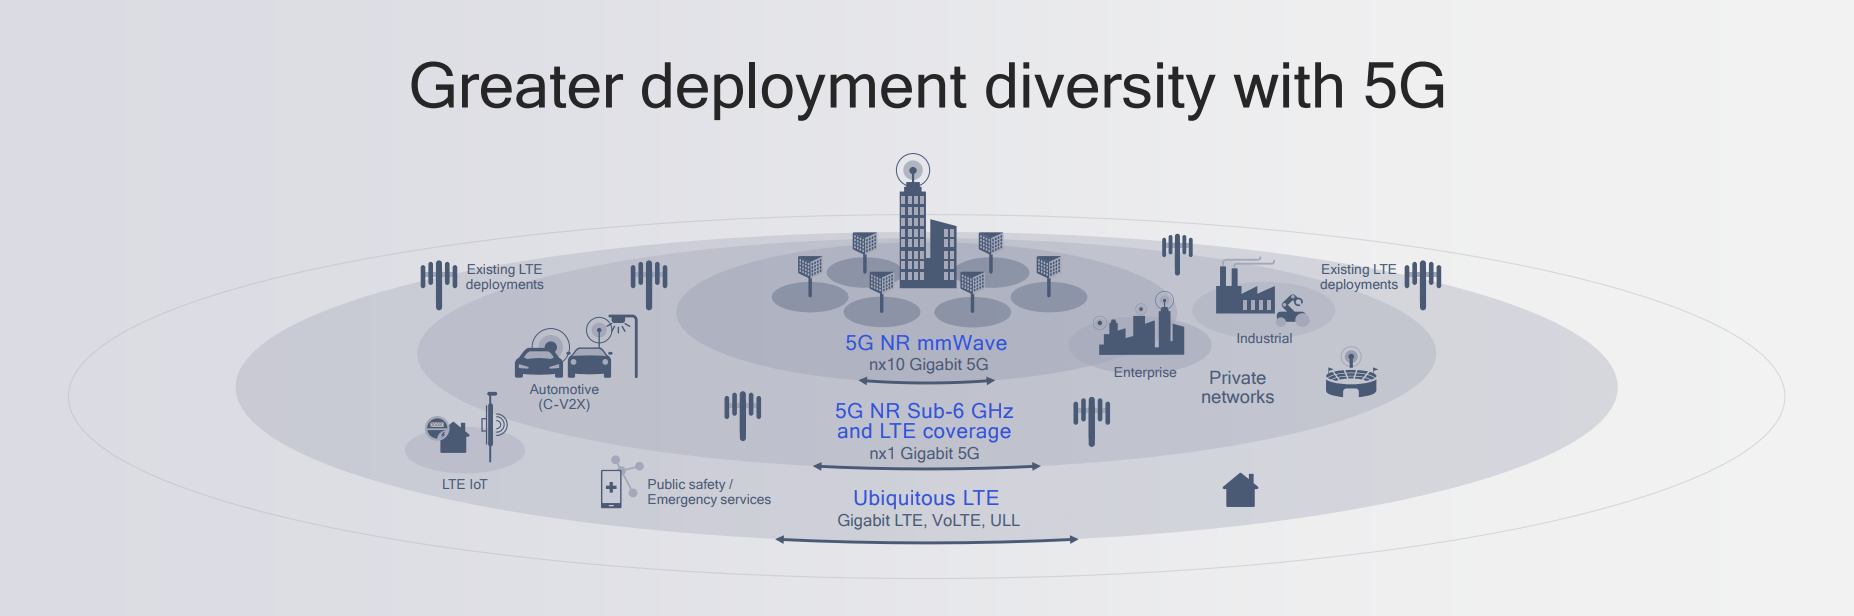 Greater deployment diversity with 5G
Existing LTE
deployments
Existing LTE
deployments
Automotive
(C-V2X)
LTE IoT
Public safety /
Emergency services
5G NR mmWave
nx10 Gigabit 5G
5G NR Sub-6 GHz
and LTE coverage
nx1 Gigabit 5G
Ubiquitous LTE
Gigabit LTE, VoLTE, ULL
Enterprise
Industrial
Private
networks